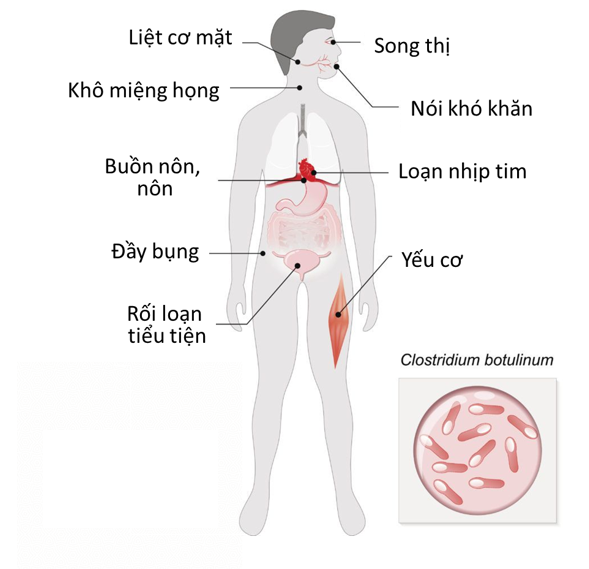 Liệt cơ mặt
Song thị
Khô miệng họng
Nói khó khăn
Buồn nôn,
nôn
Loạn nhịp tim
Đầy bụng
Yếu cơ
Rối loạn
tiểu tiện
Clostridium botulinum